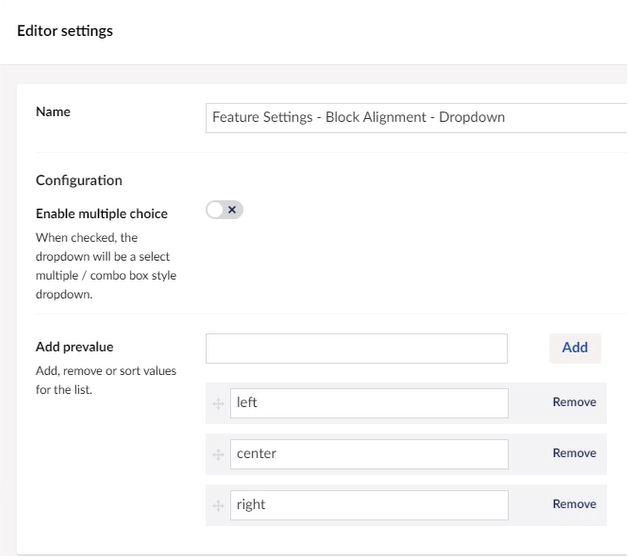 Editor settings
Name
Feature Settings - Block Alignment - Dropdown
Configuration
Enable multiple choice
When checked, the
dropdown will be a select
multiple / combo box style
dropdown.
Add prevalue
Add
Add, remove or sort values
for the list.
left
Remove
center
Remove
right
Remove